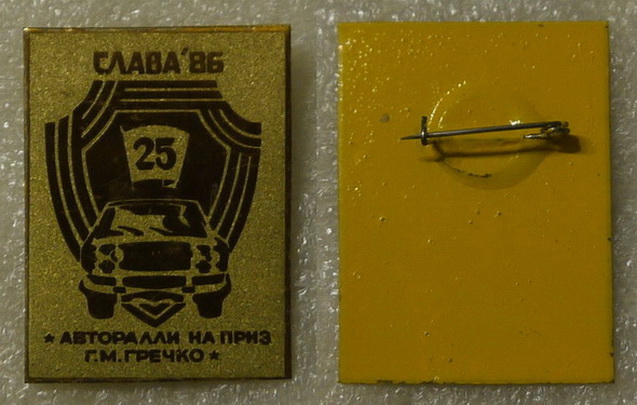 СЛАВА'86
25
★ АВТОРАЛЛИ НА ПРИЗ
Г.М.ГРЕЧКО ★